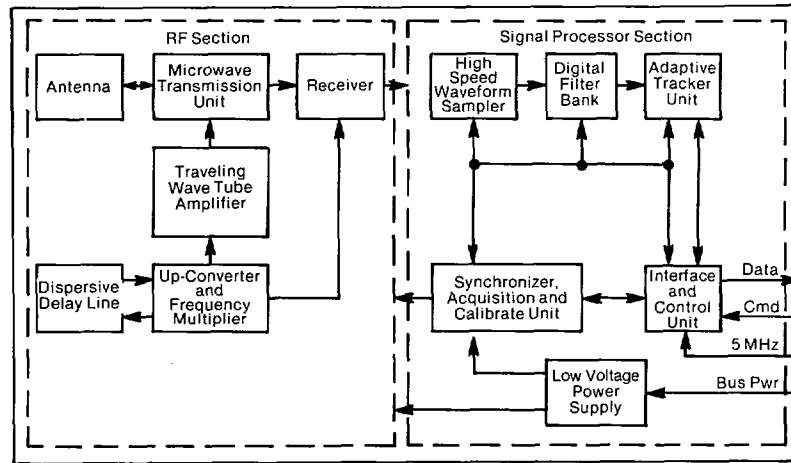 RF Section
Antenna
Microwave
Transmission
Unit
Receiver
Traveling
Wave Tube
Amplifier
Dispersive
Delay Line
Up-Converter
and
Frequency
Multiplier
Signal Processor Section
High
Speed
Waveform
Sampler
Digital
Filter
Bank
Adaptive
Tracker
Unit
Synchronizer,
Acquisition and
Calibrate Unit
Interface
and
Control
Unit
Data
Cmd
5 MHz
Low Voltage
Power
Supply
Bus Pwr